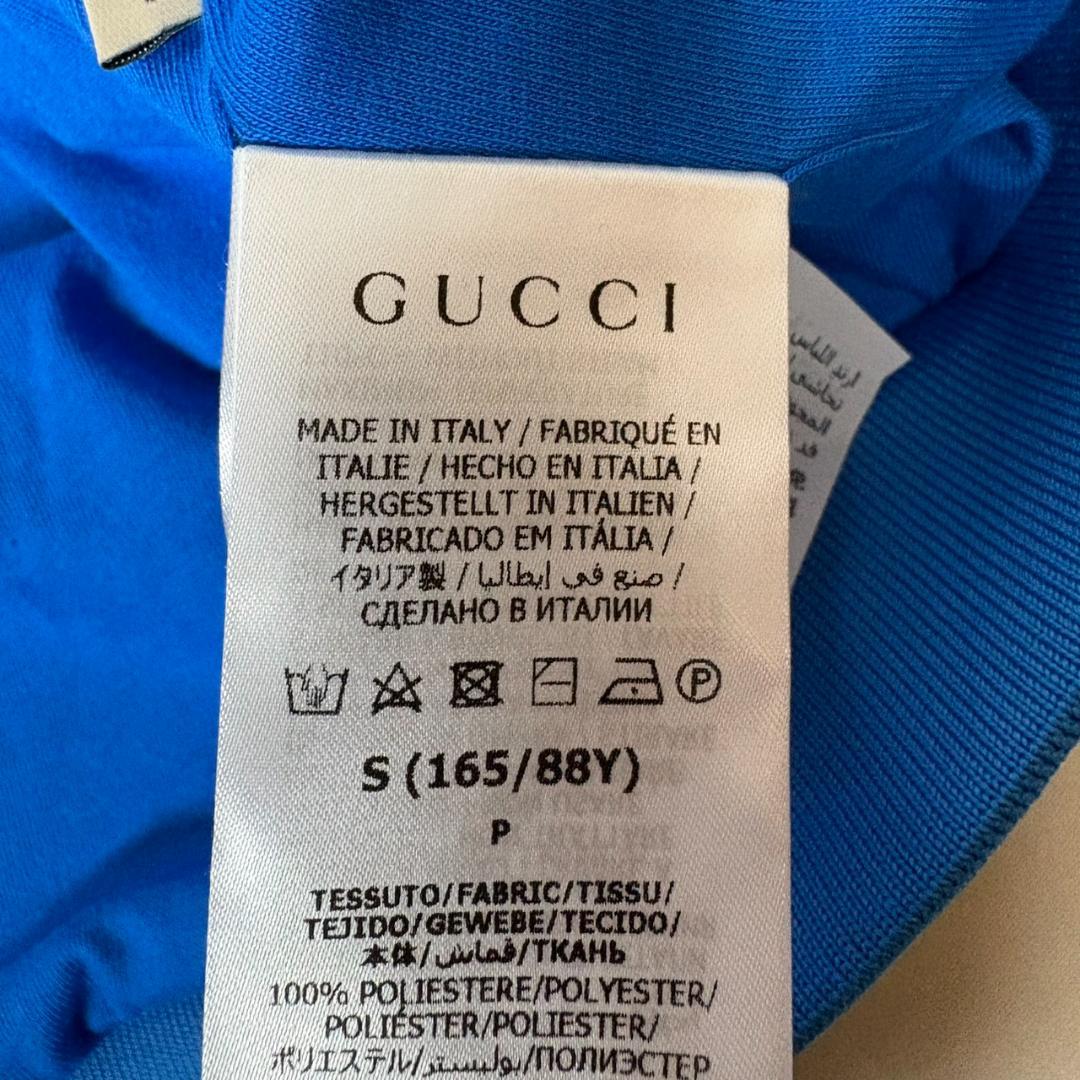 GUCCI
MADE IN ITALY / FABRIQUÉ EN
ITALIE / HECHO EN ITALIA /
HERGESTELLT IN ITALIEN /
FABRICADO EM ITÁLIA /
イタリア製 / صنع في إيطاليا /
СДЕЛАНО В ИТАЛИИ
P
S (165/88Y)
P
TESSUTO/FABRIC/TISSU/
TEJIDO/GEWEBE/TECIDO/
本体/قماش/ТКАНЬ
100% POLIESTERE/POLYESTER/
POLIÉSTER/POLIESTER/
ポリエステル/بوليستر/ПОЛИЭСТЕР